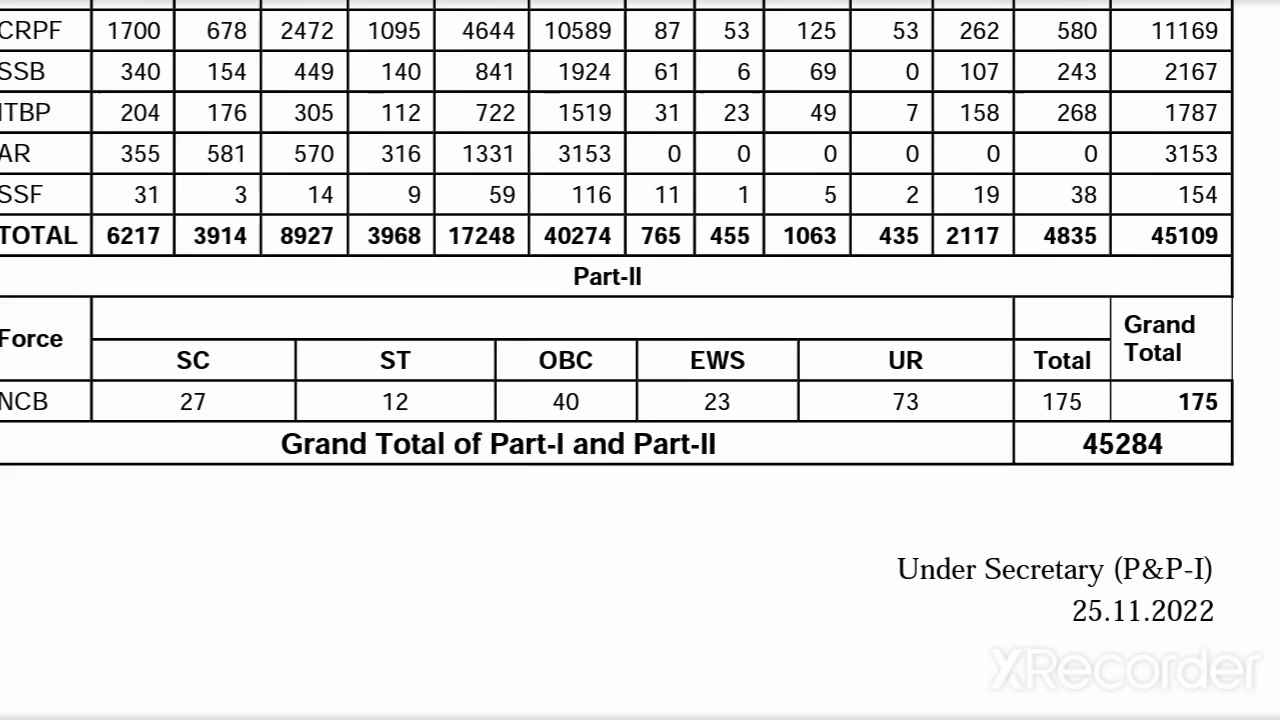 CRPF 1700 678 2472 1095 4644 10589 87 53 125 53 262 580 11169
SSB 340 154 449 140 841 1924 61 6 69 0 107 243 2167
ITBP 204 176 305 112 722 1519 31 23 49 7 158 268 1787
AR 355 581 570 316 1331 3153 0 0 0 0 0 0 3153
SSF 31 3 14 9 59 116 11 1 5 2 19 38 154
TOTAL 6217 3914 8927 3968 17248 40274 765 455 1063 435 2117 4835 45109
Part-II
Force SC ST OBC EWS UR Total Grand Total
NCB 27 12 40 23 73 175 175
Grand Total of Part-I and Part-II 45284
Under Secretary (P&P-I)
25.11.2022
XRecorder